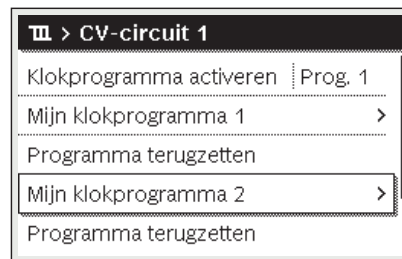 > CV-circuit 1
Klokprogramma activeren Prog. 1
Mijn klokprogramma 1 >
Programma terugzetten
Mijn klokprogramma 2 >
Programma terugzetten